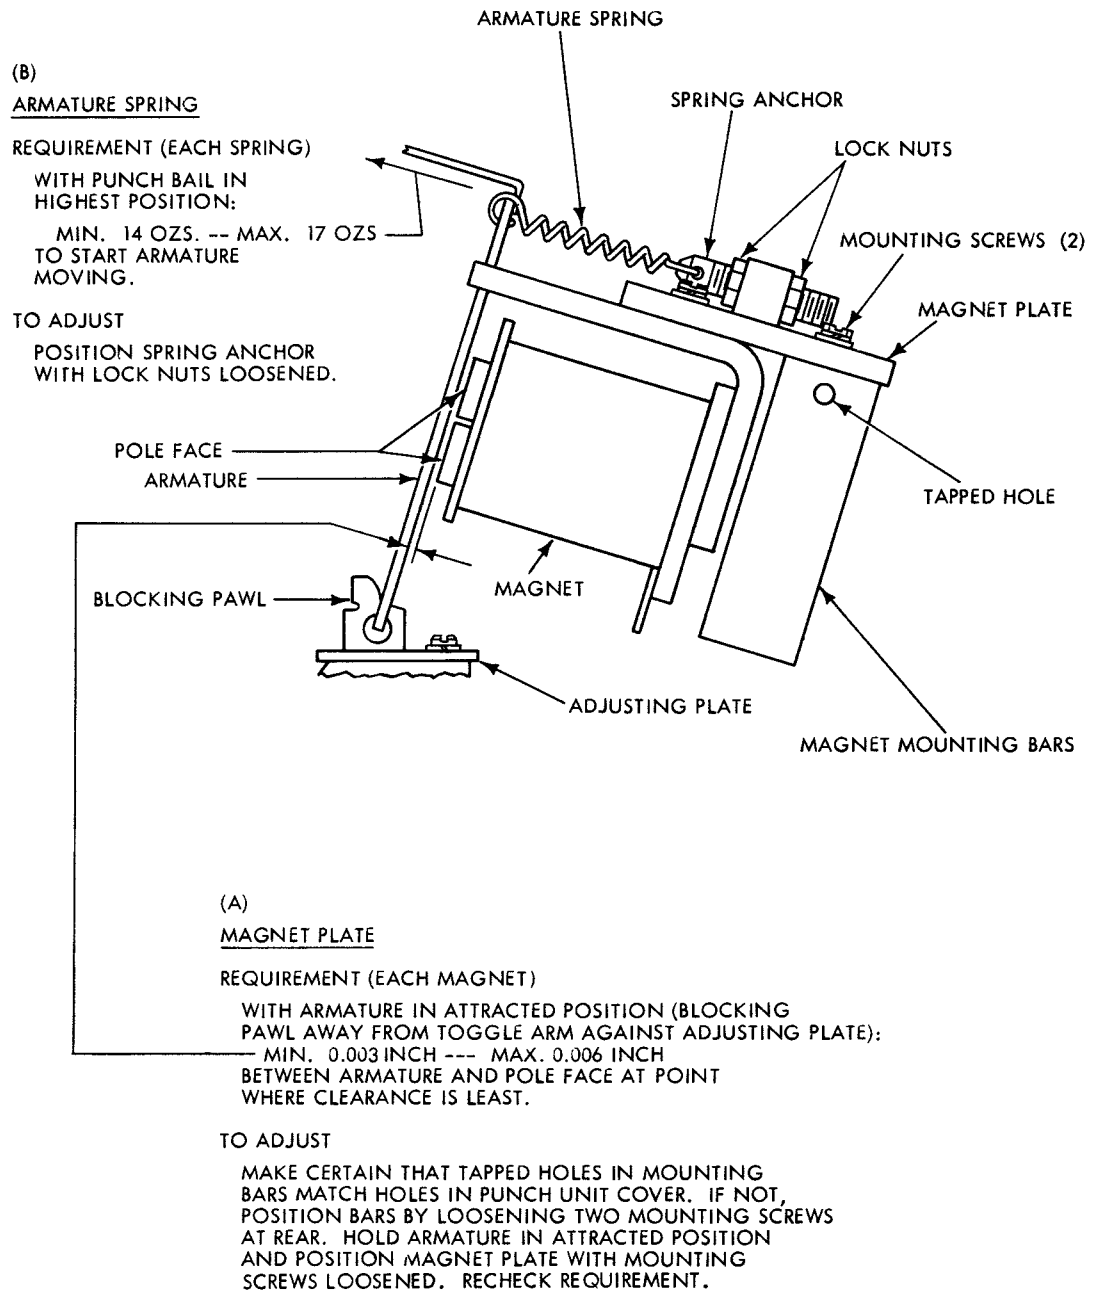 ARMATURE SPRING
(B)
ARMATURE SPRING
REQUIREMENT (EACH SPRING)
WITH PUNCH BAIL IN
HIGHEST POSITION:
MIN. 14 OZS. -- MAX. 17 OZS
TO START ARMATURE
MOVING.
TO ADJUST
POSITION SPRING ANCHOR
WITH LOCK NUTS LOOSENED.
SPRING ANCHOR
LOCK NUTS
MOUNTING SCREWS (2)
MAGNET PLATE
POLE FACE
ARMATURE
TAPPED HOLE
MAGNET
BLOCKING PAWL
ADJUSTING PLATE
MAGNET MOUNTING BARS
(A)
MAGNET PLATE
REQUIREMENT (EACH MAGNET)
WITH ARMATURE IN ATTRACTED POSITION (BLOCKING
PAWL AWAY FROM TOGGLE ARM AGAINST ADJUSTING PLATE):
MIN. 0.003 INCH --- MAX. 0.006 INCH
BETWEEN ARMATURE AND POLE FACE AT POINT
WHERE CLEARANCE IS LEAST.
TO ADJUST
MAKE CERTAIN THAT TAPPED HOLES IN MOUNTING
BARS MATCH HOLES IN PUNCH UNIT COVER. IF NOT,
POSITION BARS BY LOOSENING TWO MOUNTING SCREWS
AT REAR. HOLD ARMATURE IN ATTRACTED POSITION
AND POSITION MAGNET PLATE WITH MOUNTING
SCREWS LOOSENED. RECHECK REQUIREMENT.